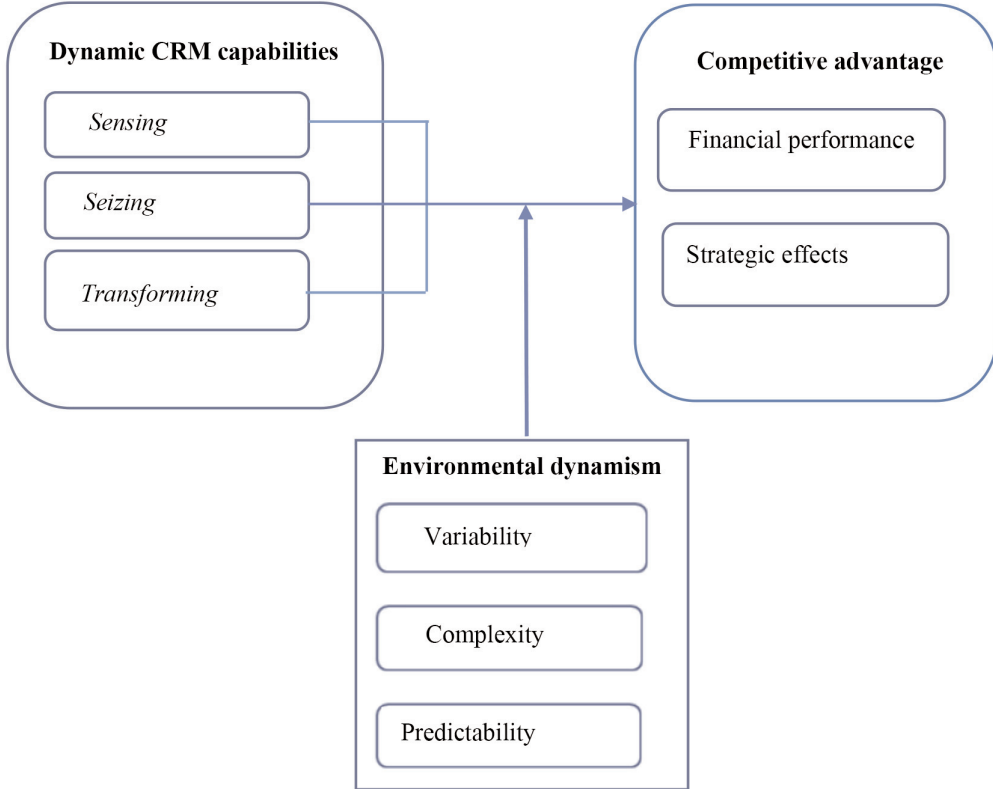 Dynamic CRM capabilities
Sensing
Seizing
Transforming
Competitive advantage
Financial performance
Strategic effects
Environmental dynamism
Variability
Complexity
Predictability